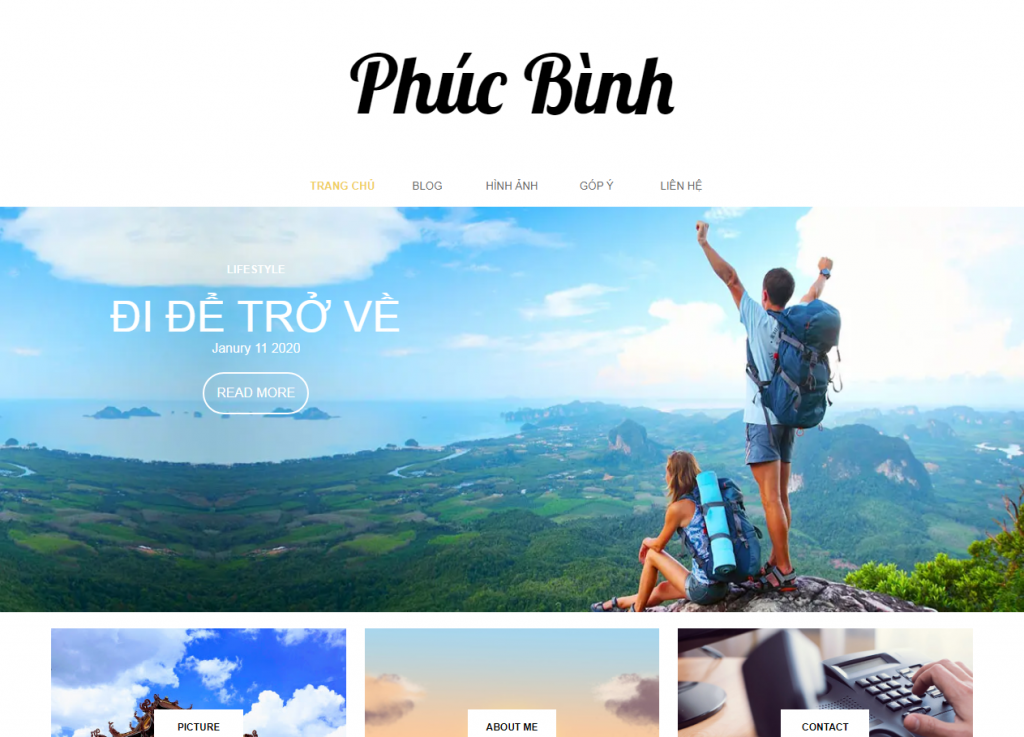 Phúc Bình
TRANG CHỦ BLOG HÌNH ẢNH GÓP Ý LIÊN HỆ
LIFESTYLE
ĐI ĐỂ TRỞ VỀ
Janury 11 2020
READ MORE
PICTURE ABOUT ME CONTACT